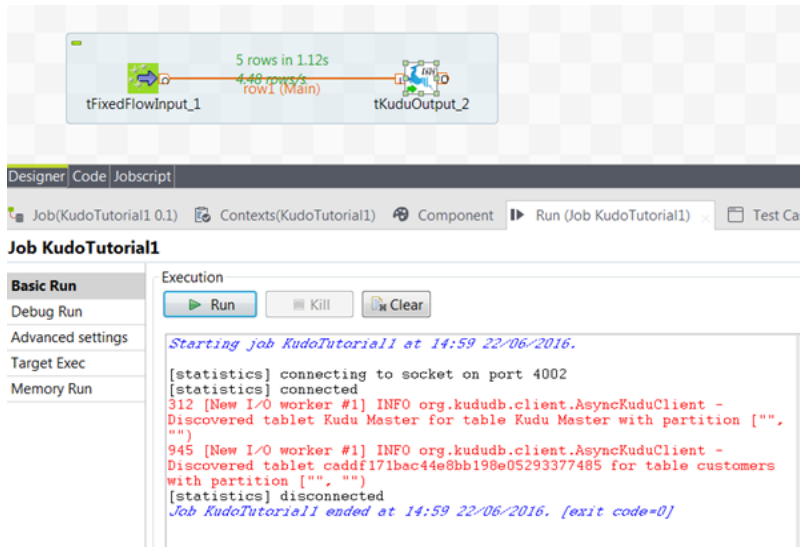 5 rows in 1.12s
4.48 rows/s
row1 (Main)
tFixedFlowInput_1
tKuduOutput_2
Designer Code Jobscript
Job(KudoTutorial1 0.1) Contexts(KudoTutorial1) Component Run (Job KudoTutorial1) Test Ca
Job KudoTutorial1
Basic Run
Debug Run
Advanced settings
Target Exec
Memory Run
Execution
Run Kill Clear
Starting job KudoTutorial1 at 14:59 22/06/2016.
[statistics] connecting to socket on port 4002
[statistics] connected
312 [New I/O worker #1] INFO org.kududb.client.AsyncKuduClient -
Discovered tablet Kudu Master for table Kudu Master with partition ["",
"")
945 [New I/O worker #1] INFO org.kududb.client.AsyncKuduClient -
Discovered tablet caddf171bac44e8bb198e05293377485 for table customers
with partition ["", "")
[statistics] disconnected
Job KudoTutorial1 ended at 14:59 22/06/2016. [exit code=0]